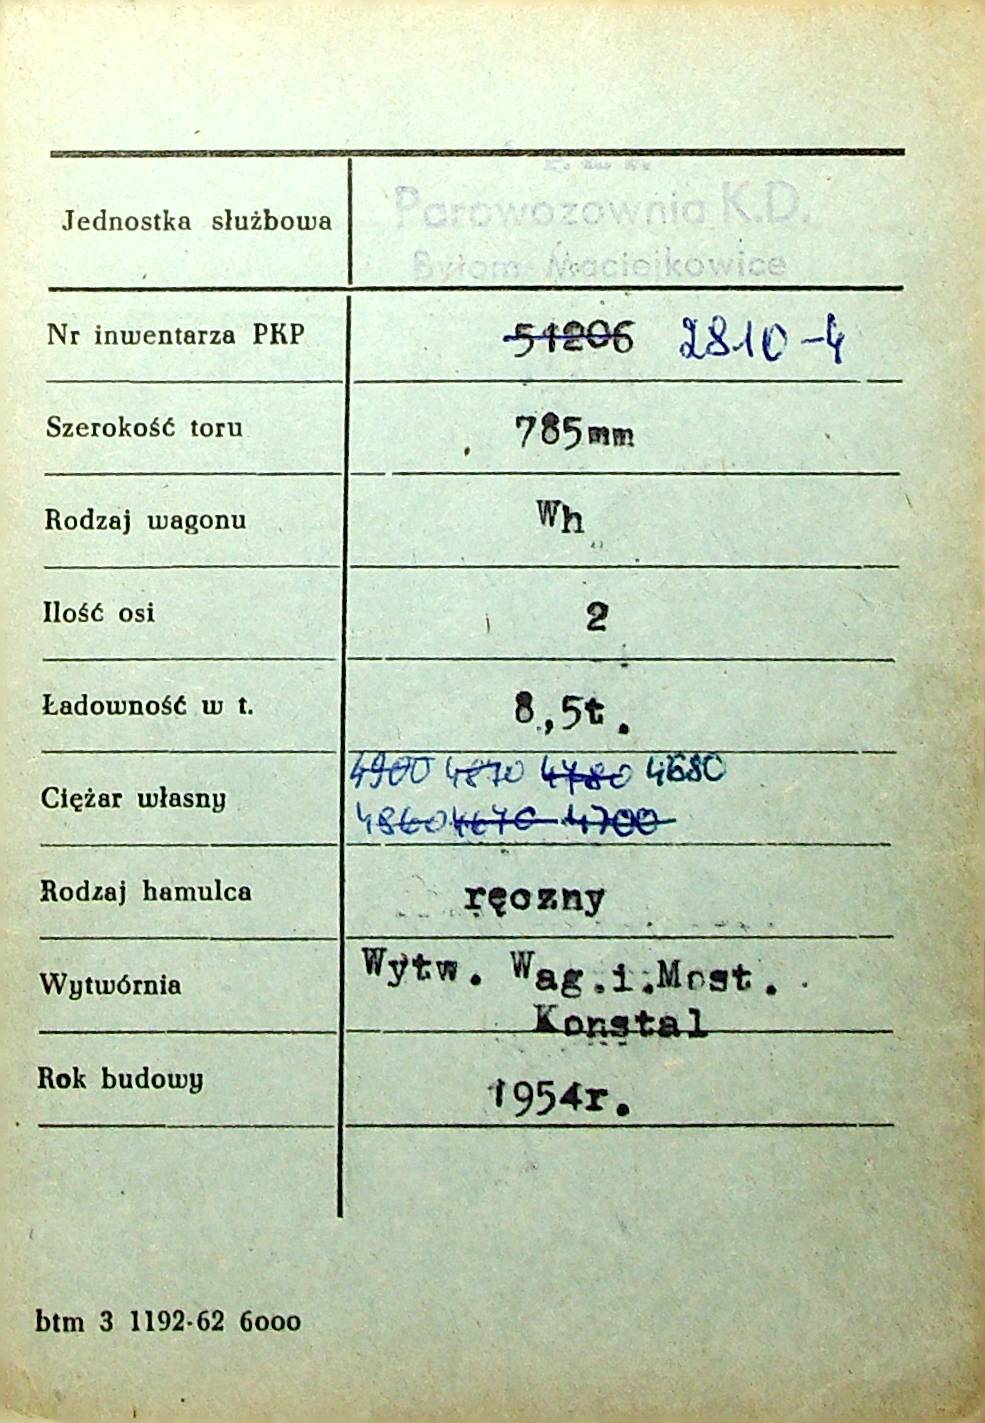 P. K. P.
Jednostka służbowa Parowozownia K.D.
Bytom-Maciejkowice
Nr inwentarza PKP 51206 2810-4
Szerokość toru 785mm
Rodzaj wagonu Wh
Ilość osi 2
Ładowność w t. 8,5t.
4900 4870 4780 4680
Ciężar własny 4860 4670 4700
Rodzaj hamulca ręczny
Wytwórnia Wytw. Wag.i.Most.
Konstal
Rok budowy 1954r.
btm 3 1192-62 6000